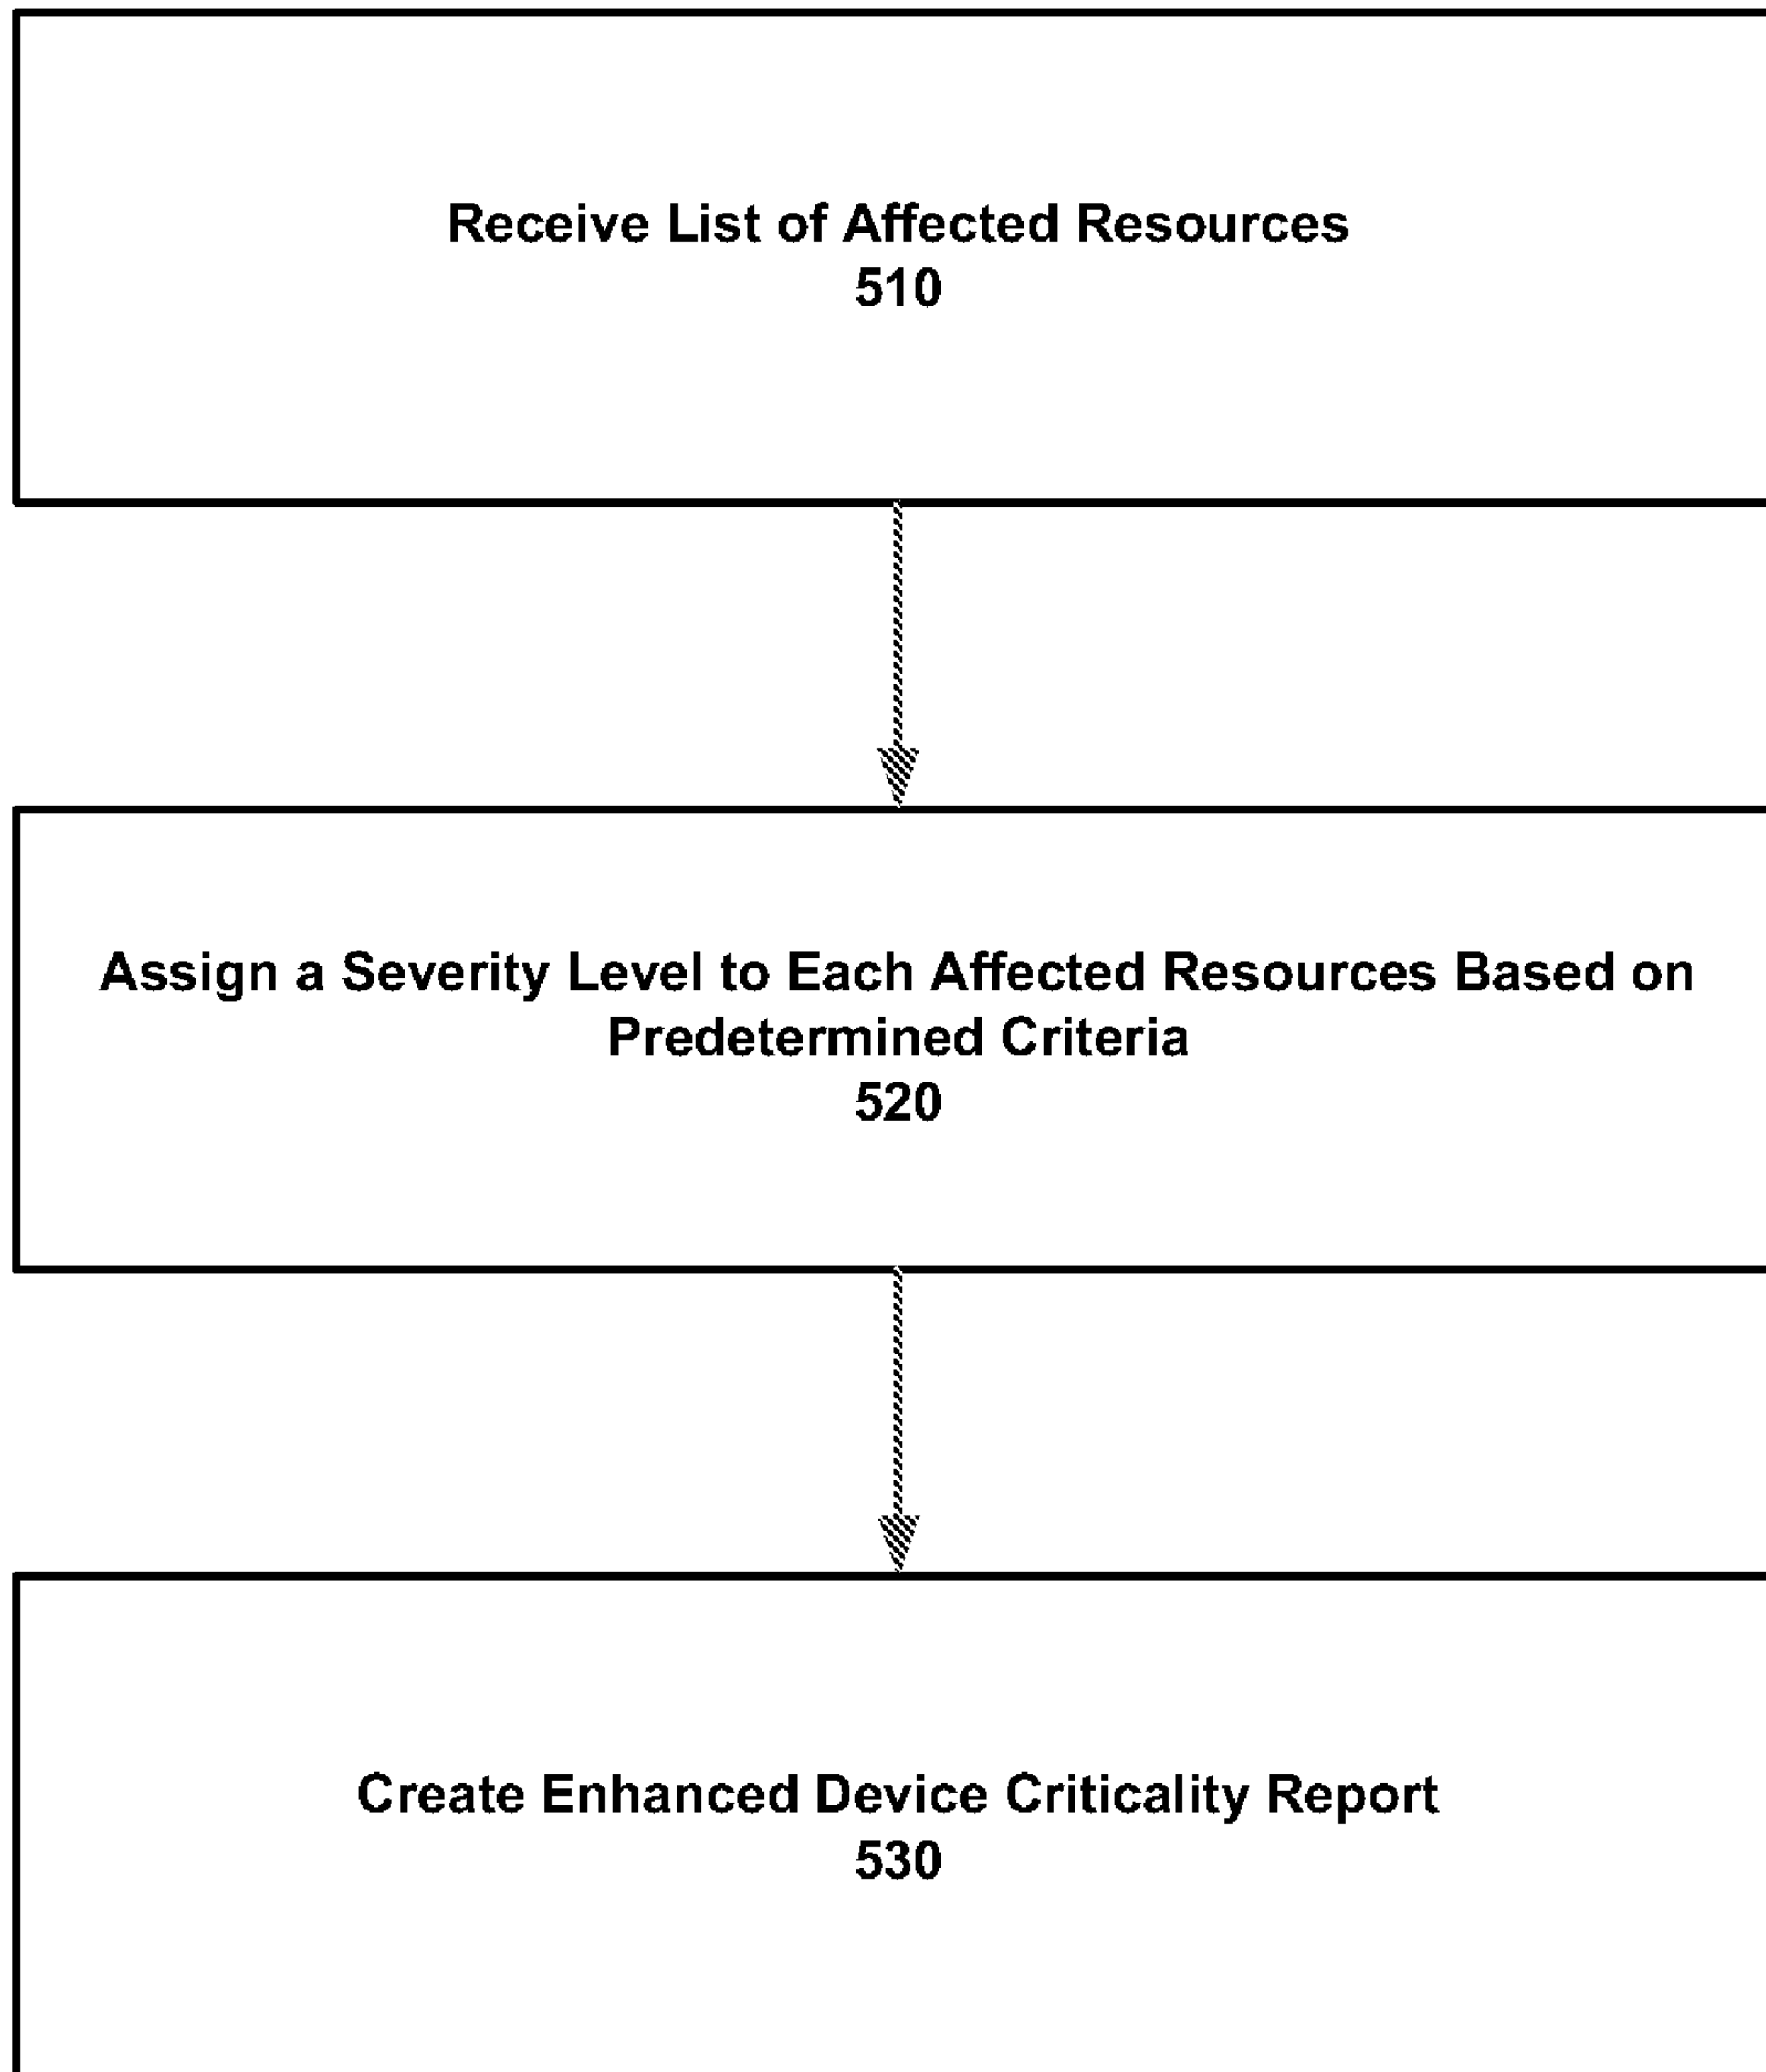 Receive List of Affected Resources
510
Assign a Severity Level to Each Affected Resources Based on
Predetermined Criteria
520
Create Enhanced Device Criticality Report
530